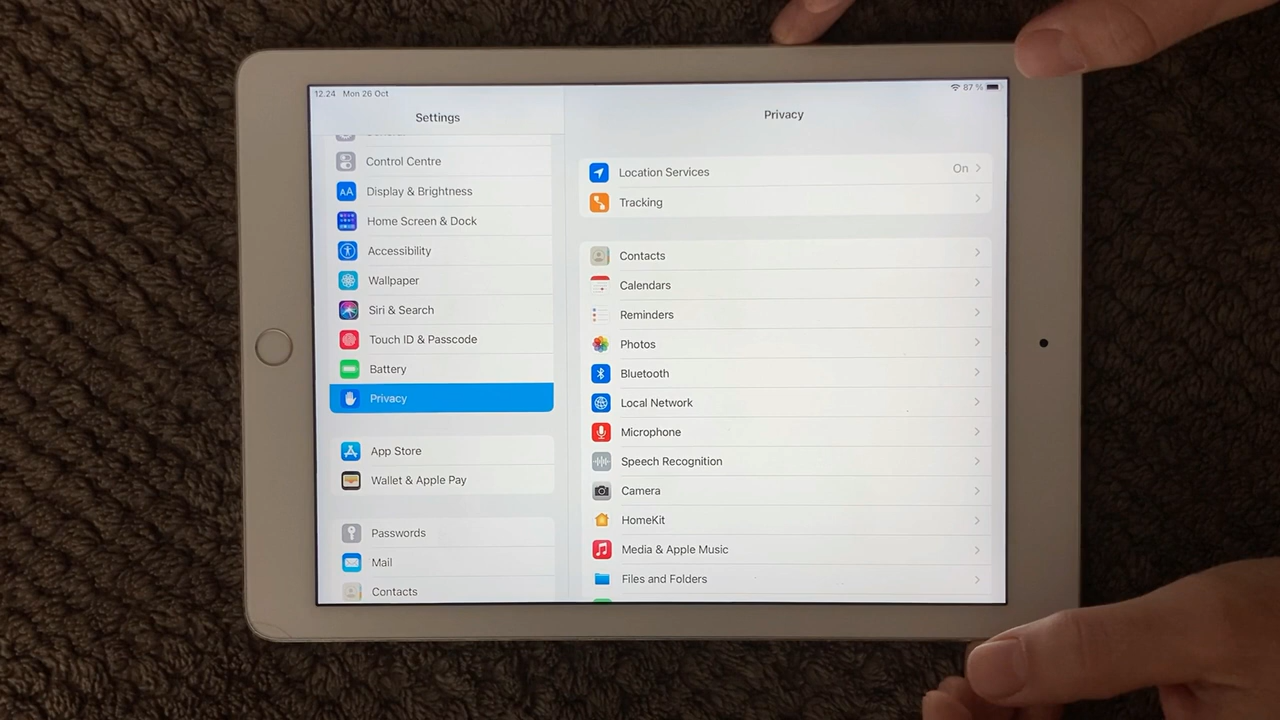 12.24 Mon 26 Oct
87 %
Settings
Control Centre
AA Display & Brightness
Home Screen & Dock
Accessibility
Wallpaper
Siri & Search
Touch ID & Passcode
Battery
Privacy
App Store
Wallet & Apple Pay
Passwords
Mail
Contacts
Privacy
Location Services On
Tracking
Contacts
Calendars
Reminders
Photos
Bluetooth
Local Network
Microphone
Speech Recognition
Camera
HomeKit
Media & Apple Music
Files and Folders